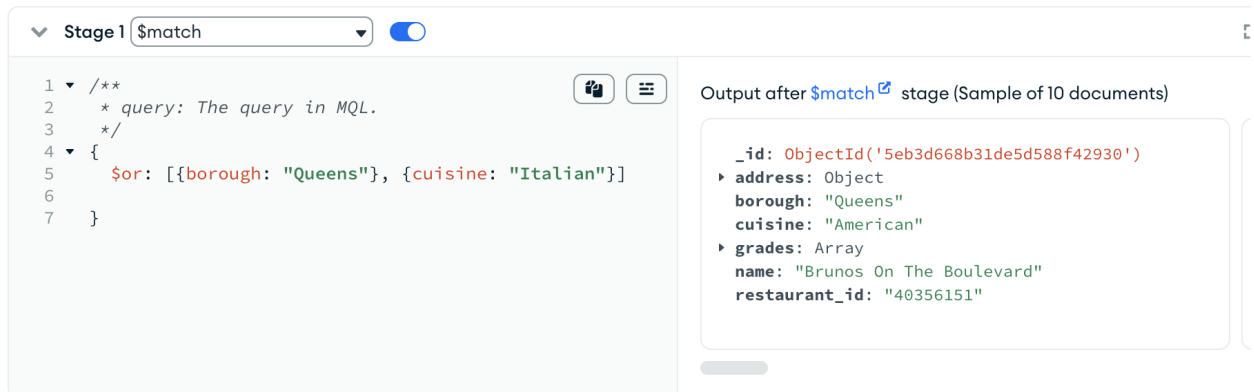 Stage 1 $match
1 /**
2 * query: The query in MQL.
3 */
4 {
5 $or: [{borough: "Queens"}, {cuisine: "Italian"}]
6
7 }
Output after $match stage (Sample of 10 documents)
_id: ObjectId('5eb3d668b31de5d588f42930')
address: Object
borough: "Queens"
cuisine: "American"
grades: Array
name: "Brunos On The Boulevard"
restaurant_id: "40356151"